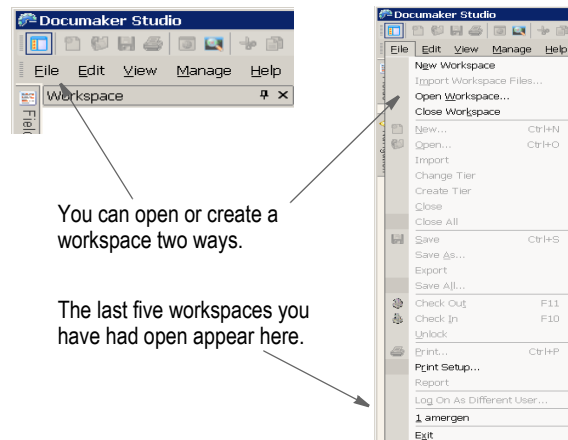 Documaker Studio
File Edit View Manage Help
Workspace
You can open or create a
workspace two ways.
The last five workspaces you
have had open appear here.
Documaker Studio
File Edit View Manage Help
New Workspace
Import Workspace Files...
Open Workspace...
Close Workspace
New... Ctrl+N
Open... Ctrl+O
Import
Change Tier
Create Tier
Close
Close All
Save Ctrl+S
Save As...
Export
Save All...
Check Out F11
Check In F10
Unlock
Print... Ctrl+P
Print Setup...
Report
Log On As Different User...
1 amergen
Exit